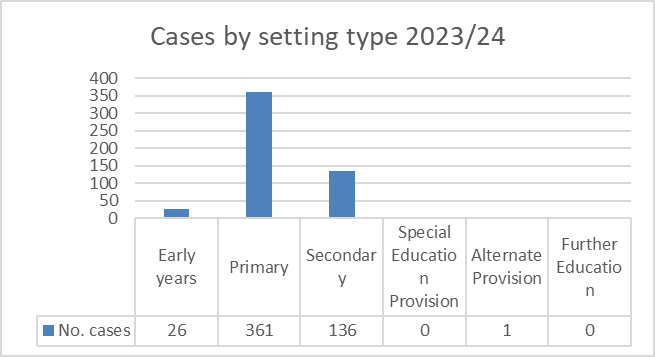 Cases by setting type 2023/24
400
350
300
250
200
150
100
50
0
Early
years
Primary
Secondar
y
Special
Educatio
n
Provision
Alternate
Provision
Further
Educatio
n
No. cases 26 361 136 0 1 0